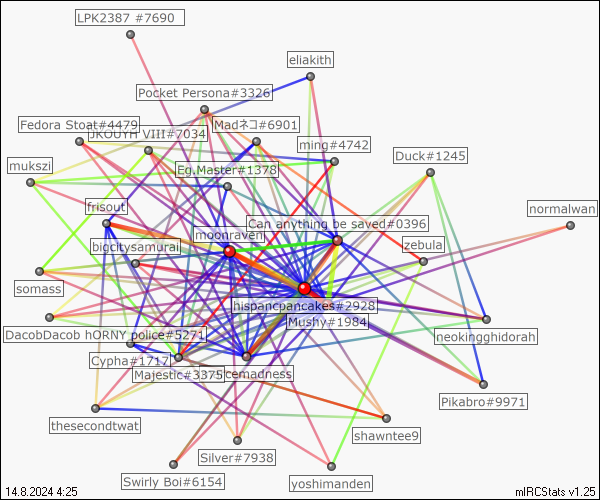 LPK2387 #7690
eliakith
Pocket Persona#3326
Fedora Stoat#4479
JKOUYH VIII#7034
Madネコ#6901
ming#4742
Duck#1245
mukszi
Eg.Master#1378
frisout
normalwan
moonraven
Can anything be saved#0396
bigcitysamurai
zebula
somass
hispancpancakes#2928
Mushy#1984
DacobDacob hORNY police#5271
neokingghidorah
Cypha#1717
Majestic#3375
cemadness
Pikabro#9971
thesecondtwat
shawntee9
Silver#7938
Swirly Boi#6154
yoshimanden
14.8.2024 4:25
mIRCStats v1.25